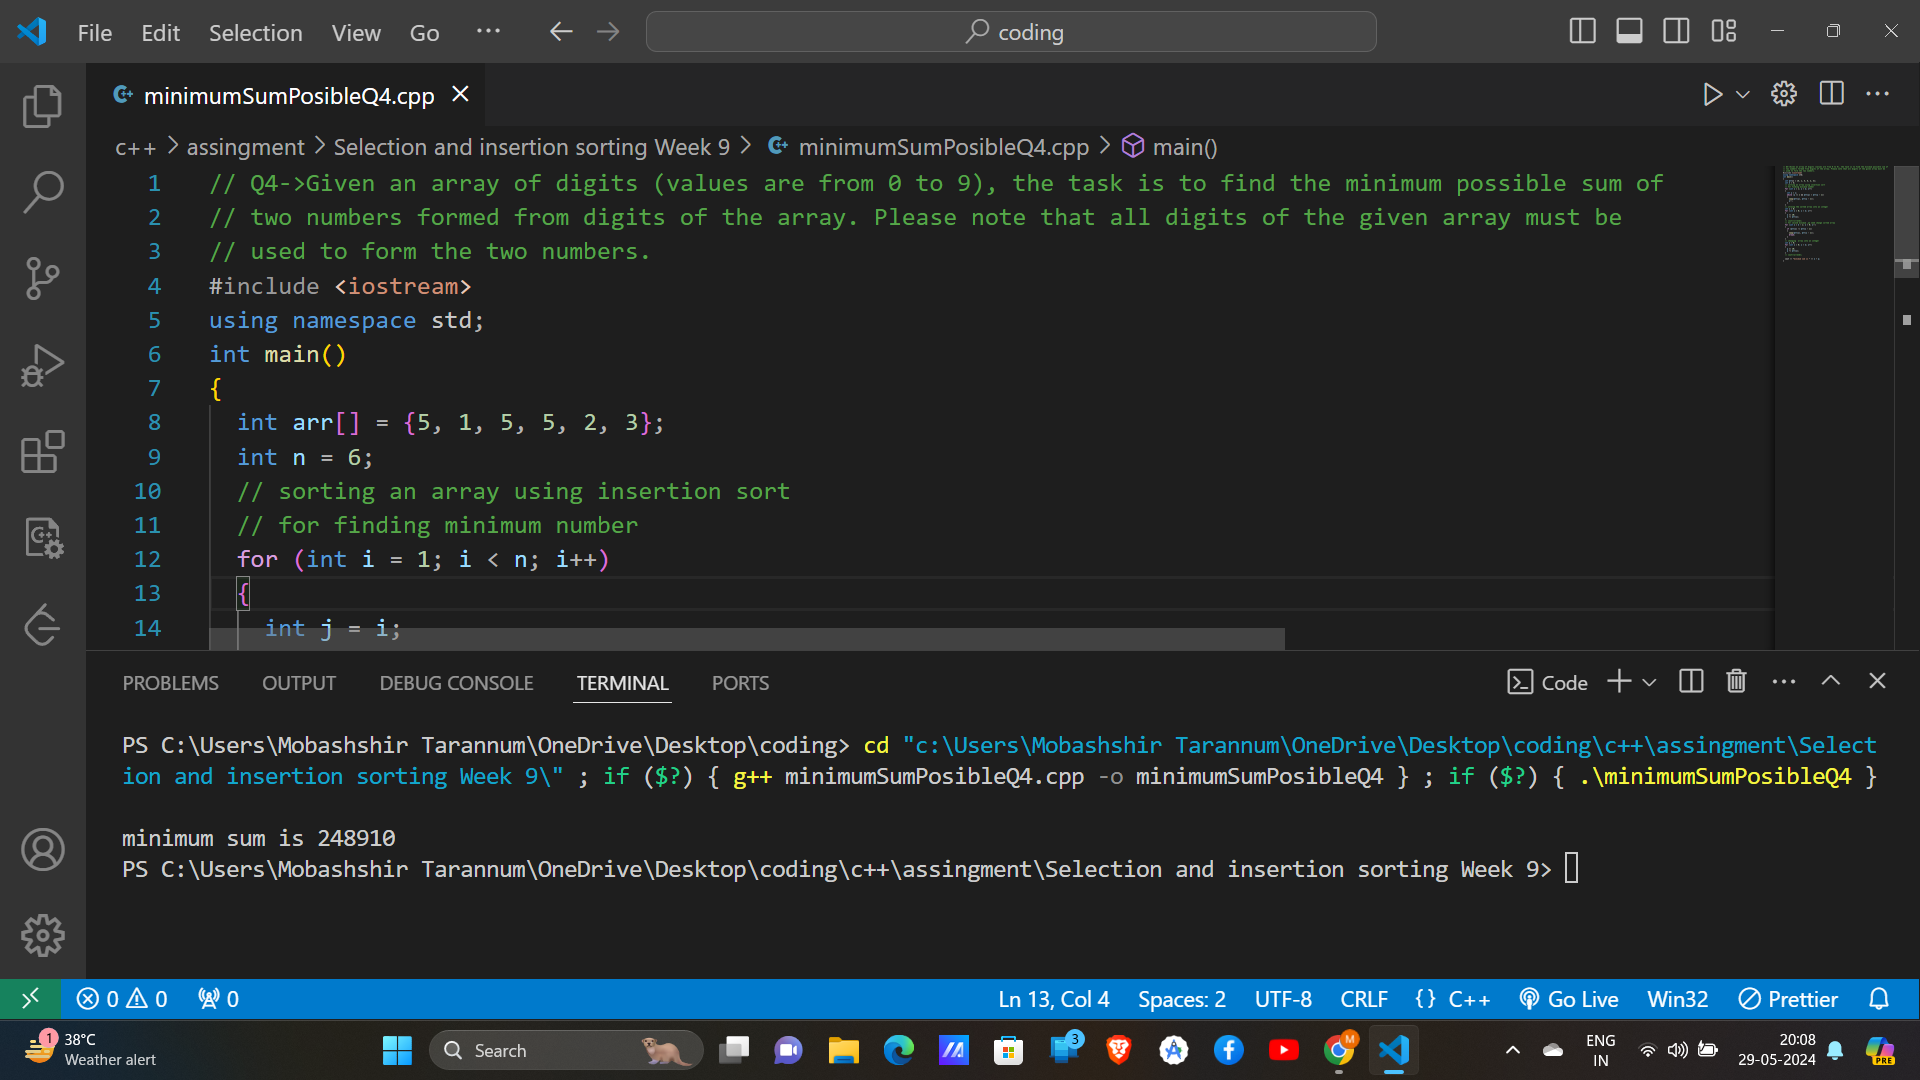 File Edit Selection View Go ··· coding
minimumSumPosibleQ4.cpp
c++ > assingment > Selection and insertion sorting Week 9 > minimumSumPosibleQ4.cpp > main()
1 // Q4->Given an array of digits (values are from 0 to 9), the task is to find the minimum possible sum of
2 // two numbers formed from digits of the array. Please note that all digits of the given array must be
3 // used to form the two numbers.
4 #include <iostream>
5 using namespace std;
6 int main()
7 {
8 int arr[] = {5, 1, 5, 5, 2, 3};
9 int n = 6;
10 // sorting an array using insertion sort
11 // for finding minimum number
12 for (int i = 1; i < n; i++)
13 {
14 int j = i;
PROBLEMS OUTPUT DEBUG CONSOLE TERMINAL PORTS Code
PS C:\Users\Mobashshir Tarannum\OneDrive\Desktop\coding> cd "c:\Users\Mobashshir Tarannum\OneDrive\Desktop\coding\c++\assingment\Select
ion and insertion sorting Week 9\" ; if ($?) { g++ minimumSumPosibleQ4.cpp -o minimumSumPosibleQ4 } ; if ($?) { .\minimumSumPosibleQ4 }
minimum sum is 248910
PS C:\Users\Mobashshir Tarannum\OneDrive\Desktop\coding\c++\assingment\Selection and insertion sorting Week 9>
0 0 0 Ln 13, Col 4 Spaces: 2 UTF-8 CRLF {} C++ Go Live Win32 Prettier
1 38°C
Weather alert
Search
3
M
ENG
IN
20:08
29-05-2024
PRE